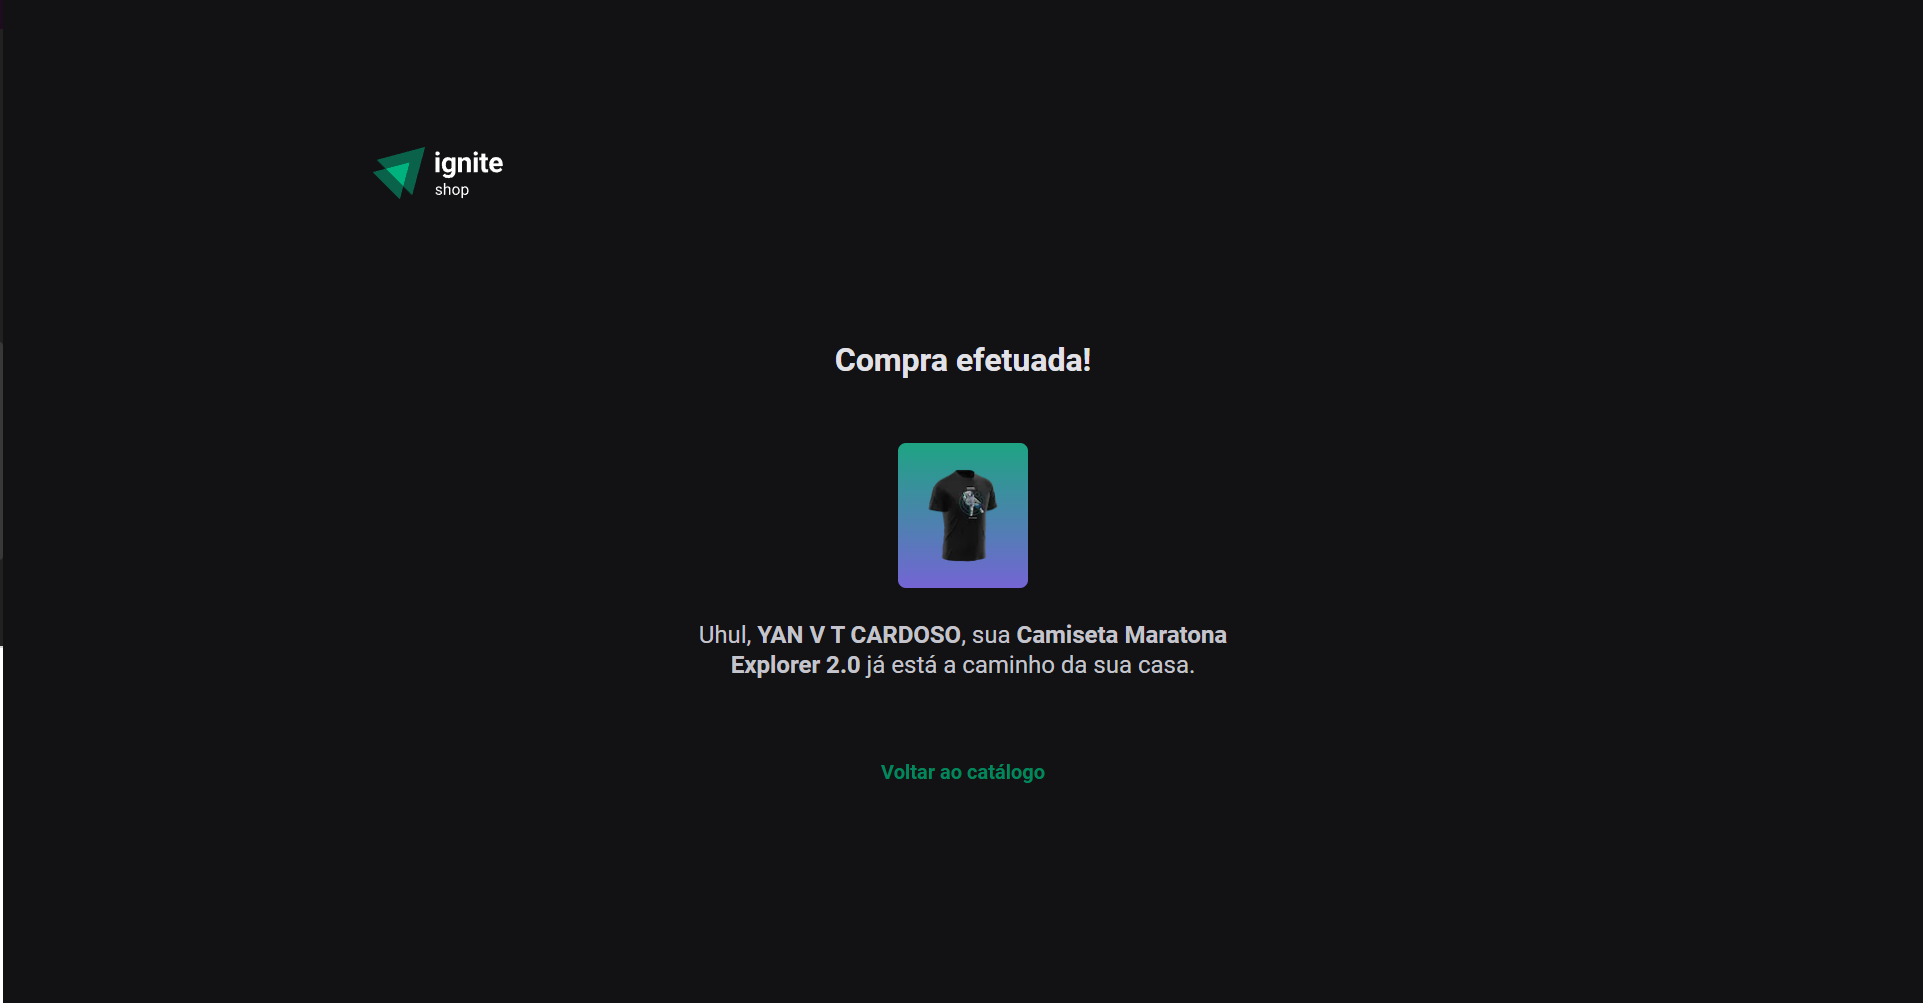 ignite
shop
Compra efetuada!
Uhul, YAN V T CARDOSO, sua Camiseta Maratona
Explorer 2.0 já está a caminho da sua casa.
Voltar ao catálogo